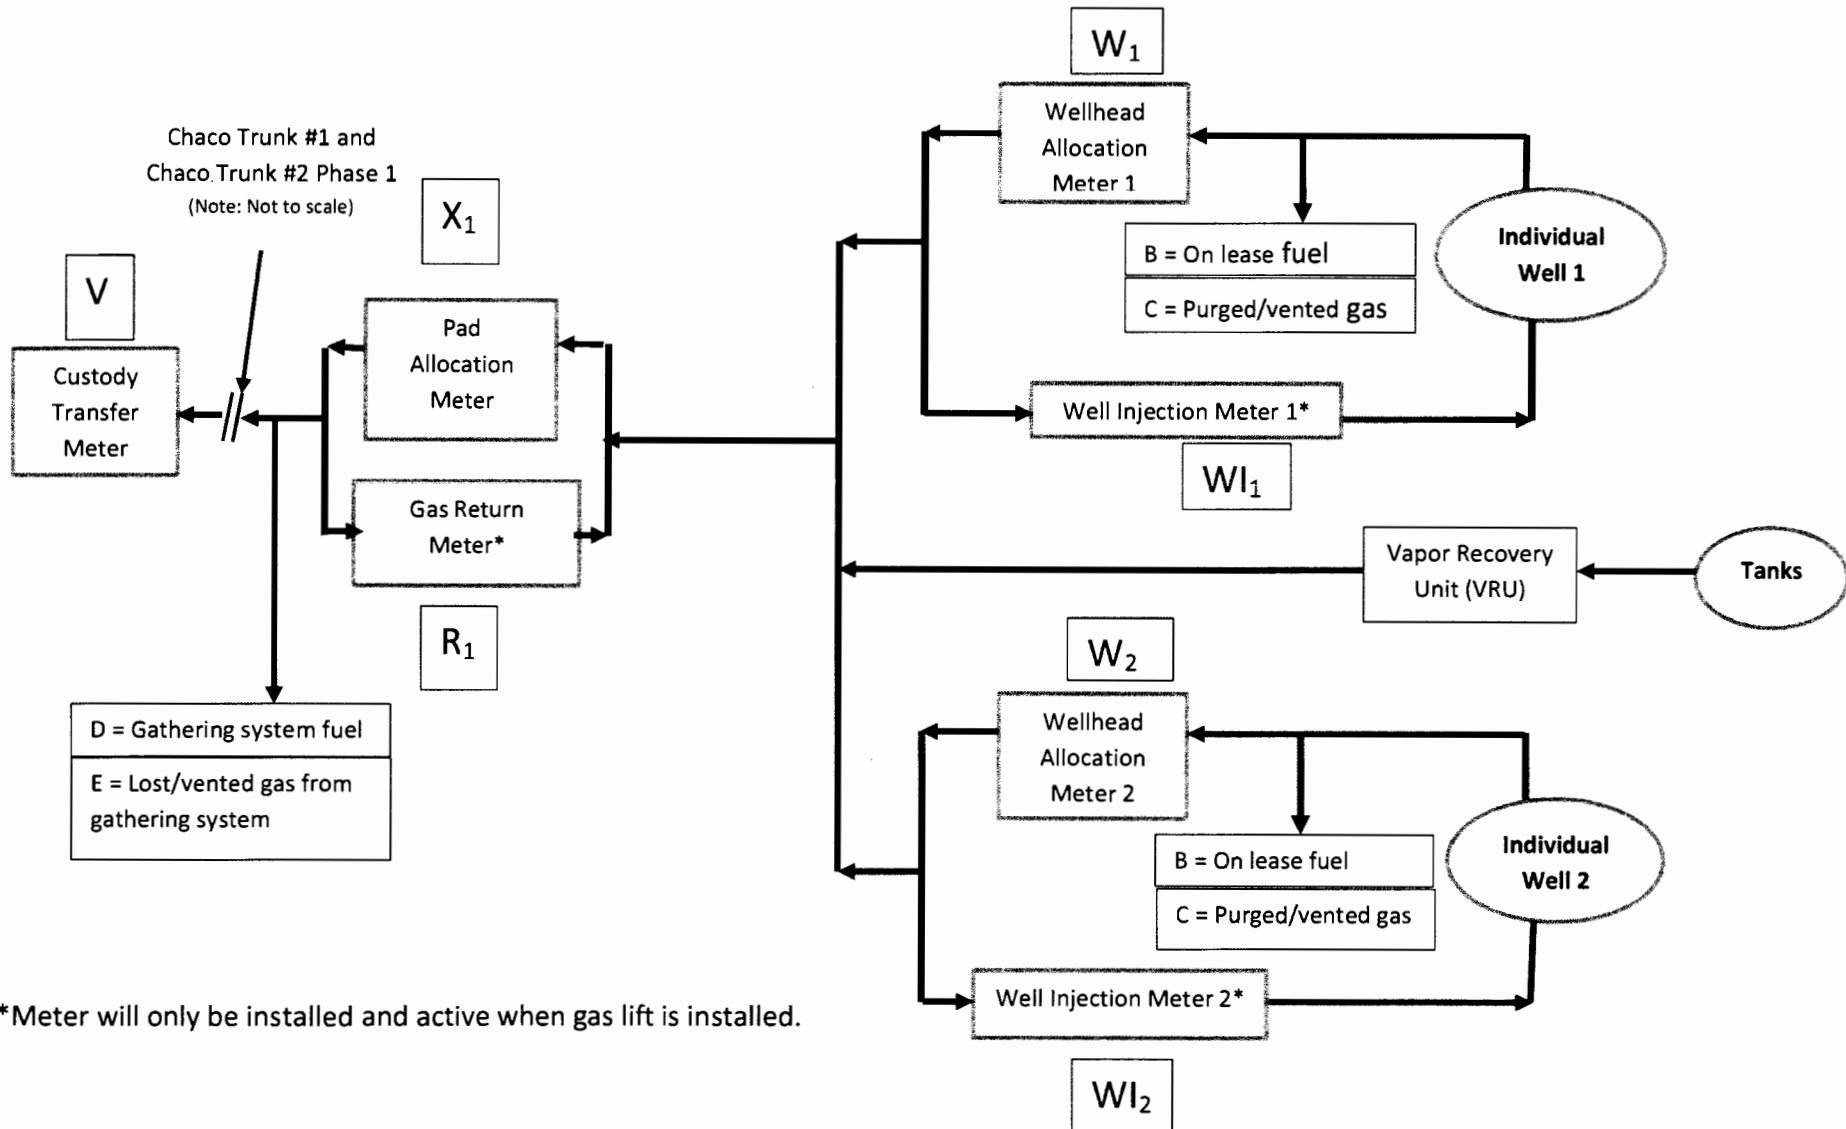 W₁
Wellhead
Allocation
Meter 1
Chaco Trunk #1 and
Chaco Trunk #2 Phase 1
(Note: Not to scale)
X₁
B = On lease fuel
C = Purged/vented gas
Individual
Well 1
V
Custody
Transfer
Meter
Pad
Allocation
Meter
Well Injection Meter 1*
WI₁
Gas Return
Meter*
R₁
Vapor Recovery
Unit (VRU)
Tanks
W₂
Wellhead
Allocation
Meter 2
D = Gathering system fuel
E = Lost/vented gas from
gathering system
B = On lease fuel
C = Purged/vented gas
Individual
Well 2
Well Injection Meter 2*
WI₂
*Meter will only be installed and active when gas lift is installed.